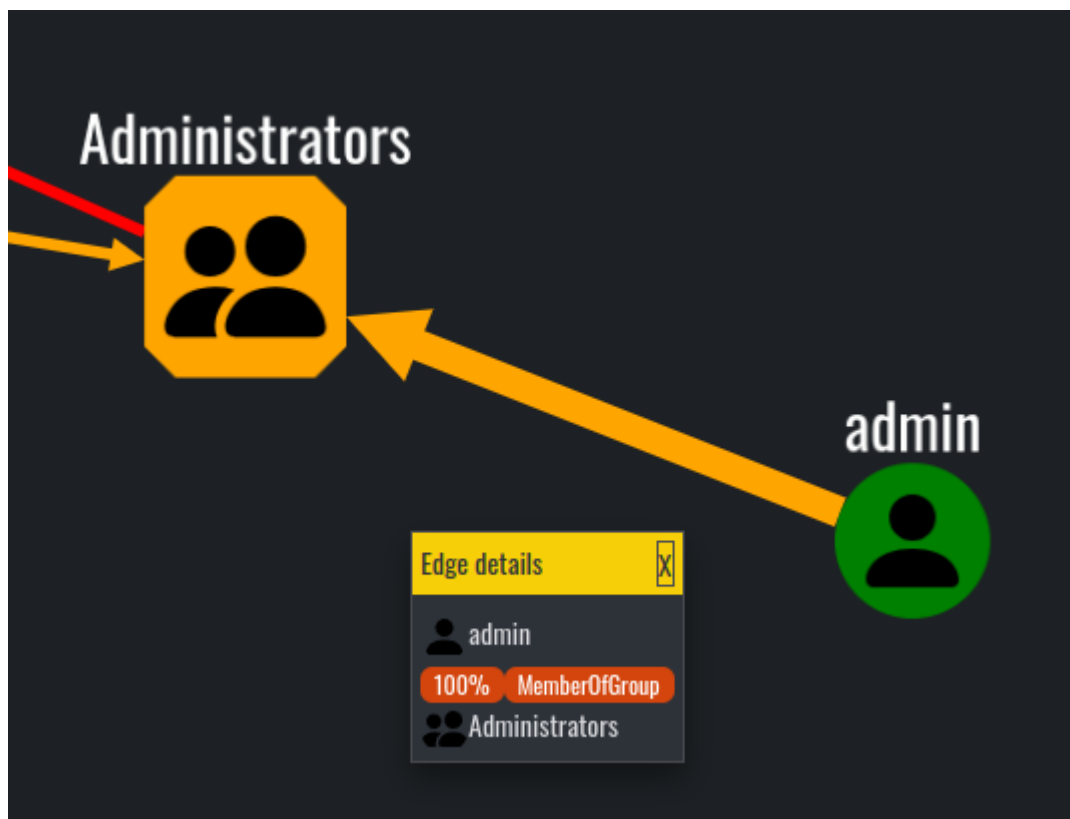 Administrators
admin
Edge details X
admin
100% MemberOfGroup
Administrators